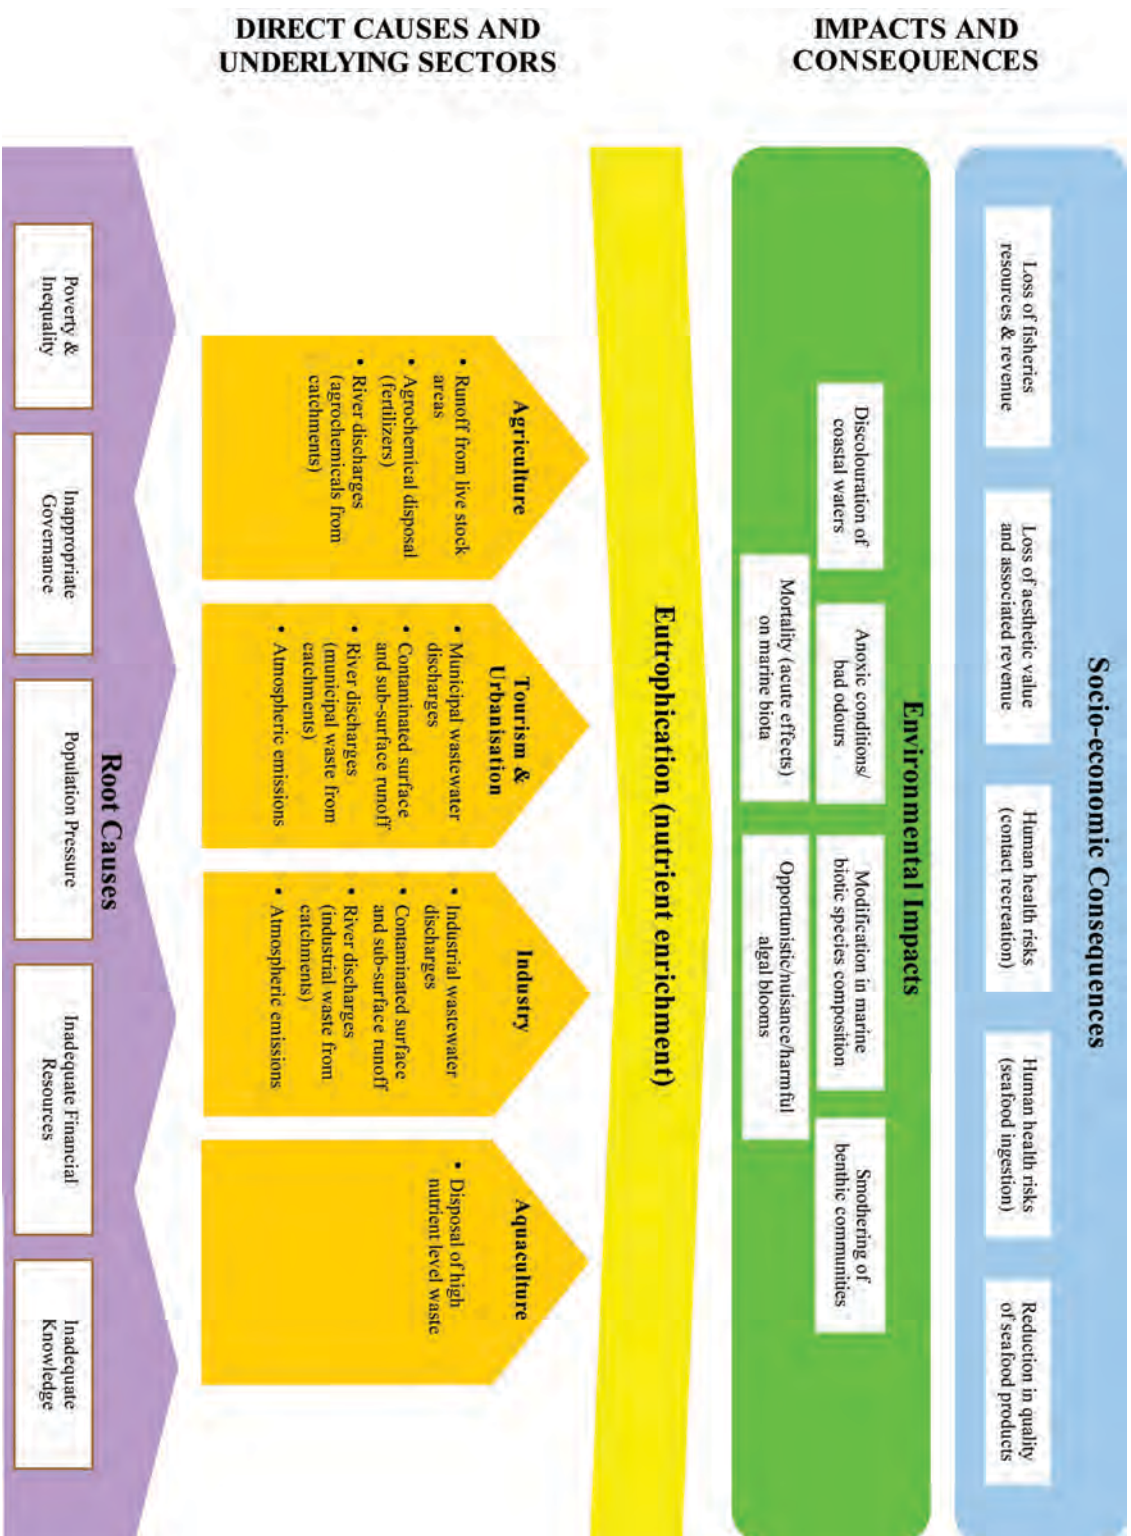 DIRECT CAUSES AND
UNDERLYING SECTORS
IMPACTS AND
CONSEQUENCES
Socio-economic Consequences
Loss of fisheries
resources & revenue
Loss of aesthetic value
and associated revenue
Human health risks
(contact recreation)
Human health risks
(seafood ingestion)
Reduction in quality
of seafood products
Environmental Impacts
Discolouration of
coastal waters
Anoxic conditions/
bad odours
Modification in marine
biotic species composition
Smothering of
benthic communities
Mortality (acute effects)
on marine biota
Opportunistic/nuisance/harmful
algal blooms
Eutrophication (nutrient enrichment)
Agriculture
• Runoff from live stock
areas
• Agrochemical disposal
(fertilizers)
• River discharges
(agrochemicals from
catchments)
Tourism &
Urbanisation
• Municipal wastewater
discharges
• Contaminated surface
and sub-surface runoff
• River discharges
(municipal waste from
catchments)
• Atmospheric emissions
Industry
• Industrial wastewater
discharges
• Contaminated surface
and sub-surface runoff
• River discharges
(industrial waste from
catchments)
• Atmospheric emissions
Aquaculture
• Disposal of high
nutrient level waste
Root Causes
Poverty &
Inequality
Inappropriate
Governance
Population Pressure
Inadequate Financial
Resources
Inadequate
Knowledge